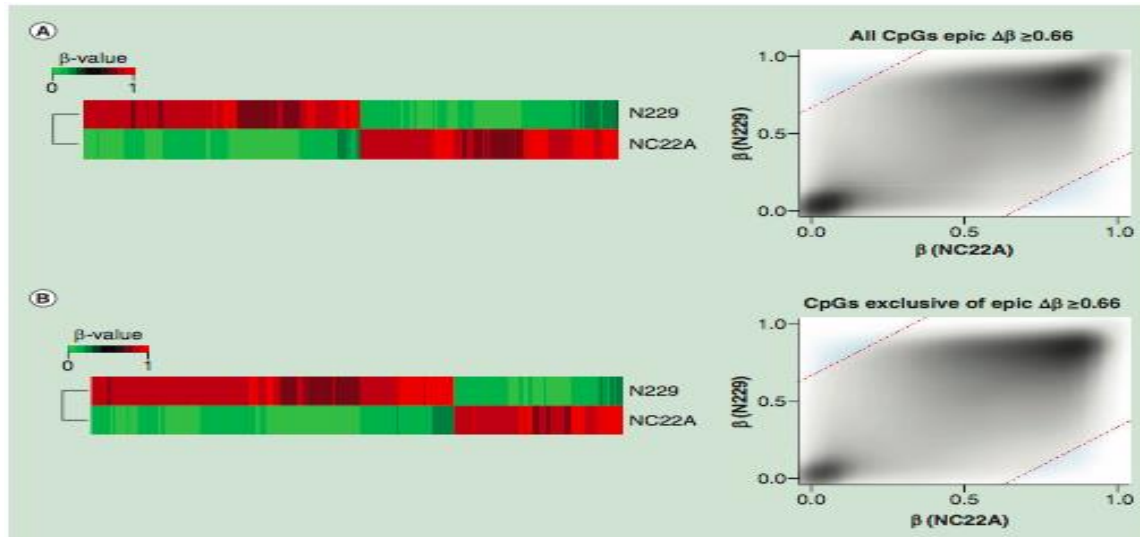 A
β-value
0 1
N229
NC22A
All CpGs epic Δβ ≥0.66
1.0
0.5
0.0
β (N229)
0.0 0.5 1.0
β (NC22A)
B
β-value
0 1
N229
NC22A
CpGs exclusive of epic Δβ ≥0.66
1.0
0.5
0.0
β (N229)
0.0 0.5 1.0
β (NC22A)